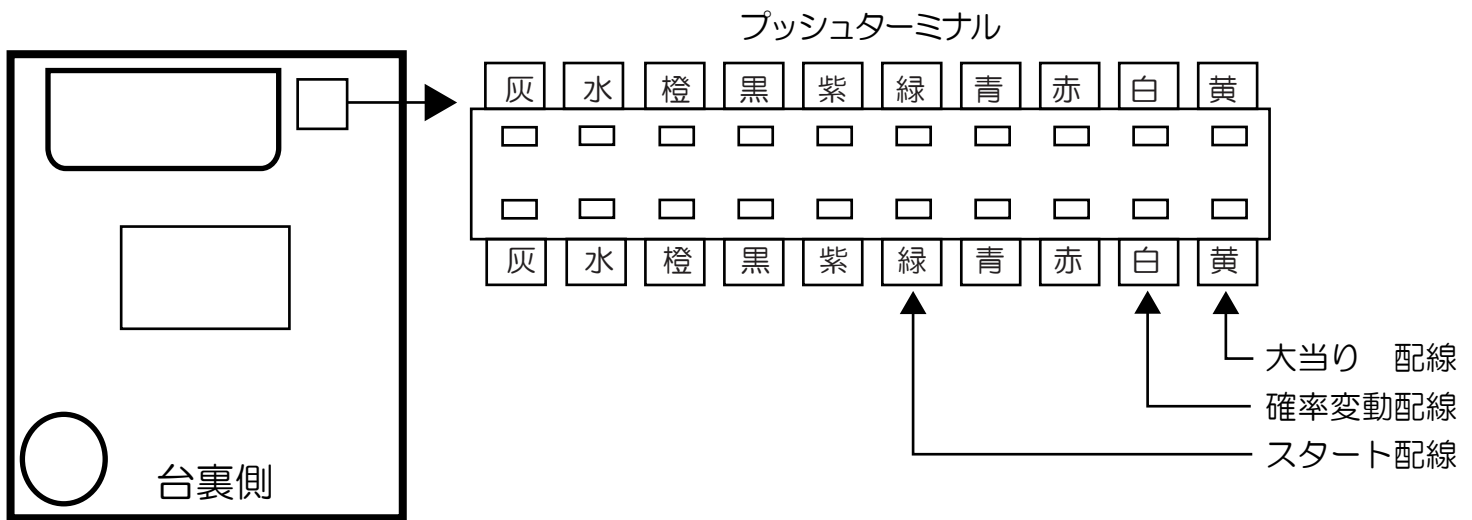 プッシュターミナル
灰 水 橙 黒 紫 緑 青 赤 白 黄
灰 水 橙 黒 紫 緑 青 赤 白 黄
大当り　配線
確率変動配線
スタート配線
台裏側